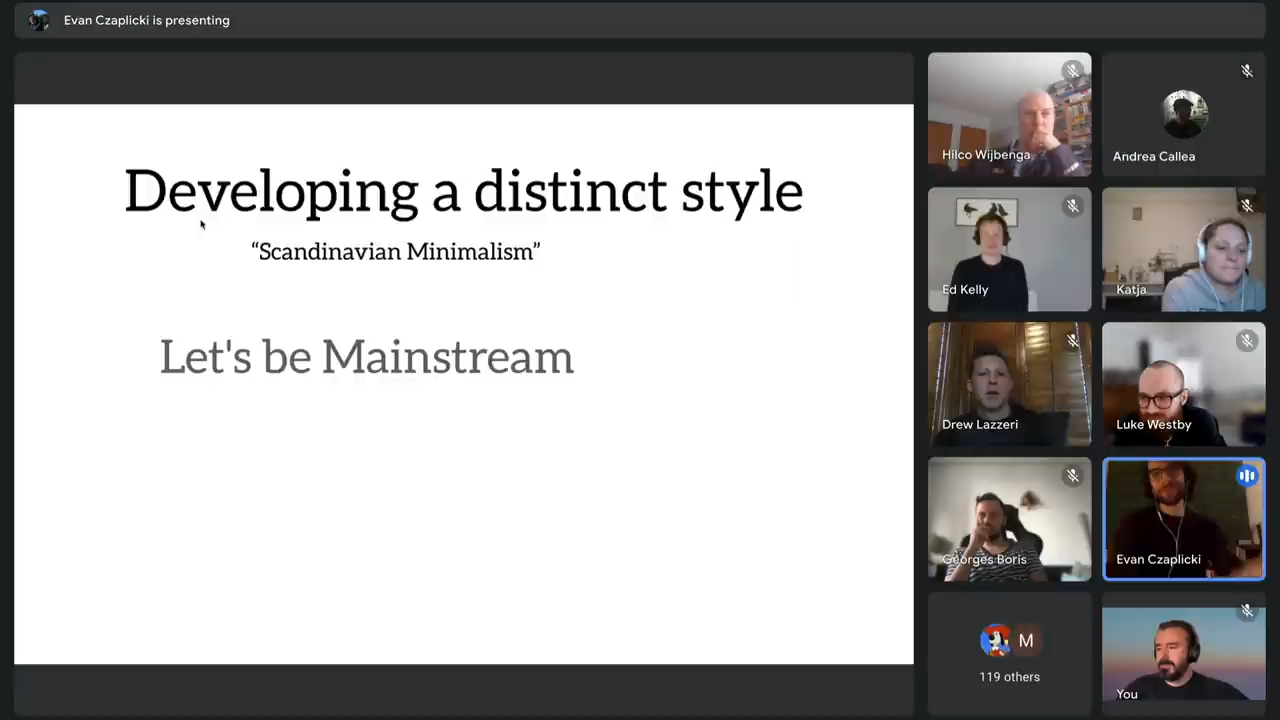 Evan Czaplicki is presenting
Developing a distinct style
“Scandinavian Minimalism”
Let's be Mainstream
Hilco Wijbenga
Andrea Callea
Ed Kelly
Katja
Drew Lazzeri
Luke Westby
Georges Boris
Evan Czaplicki
M
119 others
You